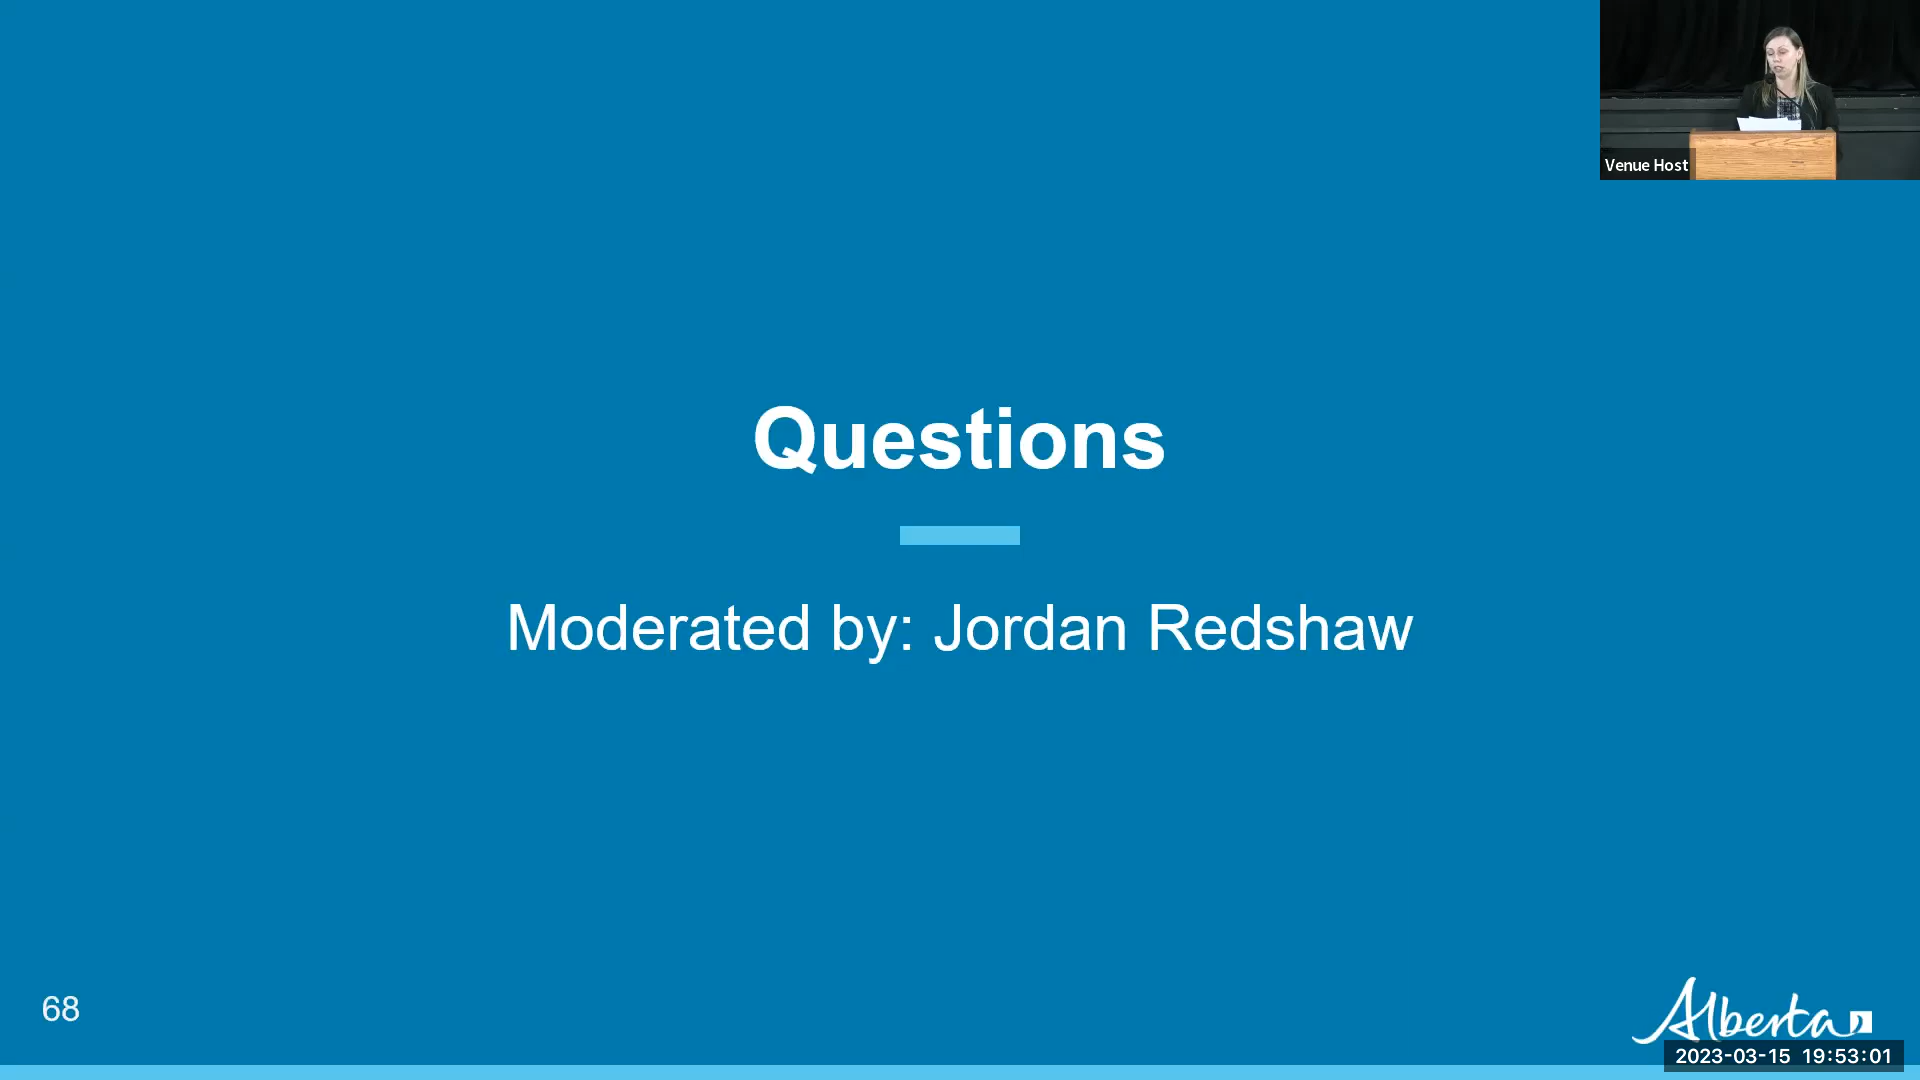 Venue Host
Questions
Moderated by: Jordan Redshaw
68
Alberta
2023-03-15 19:53:01